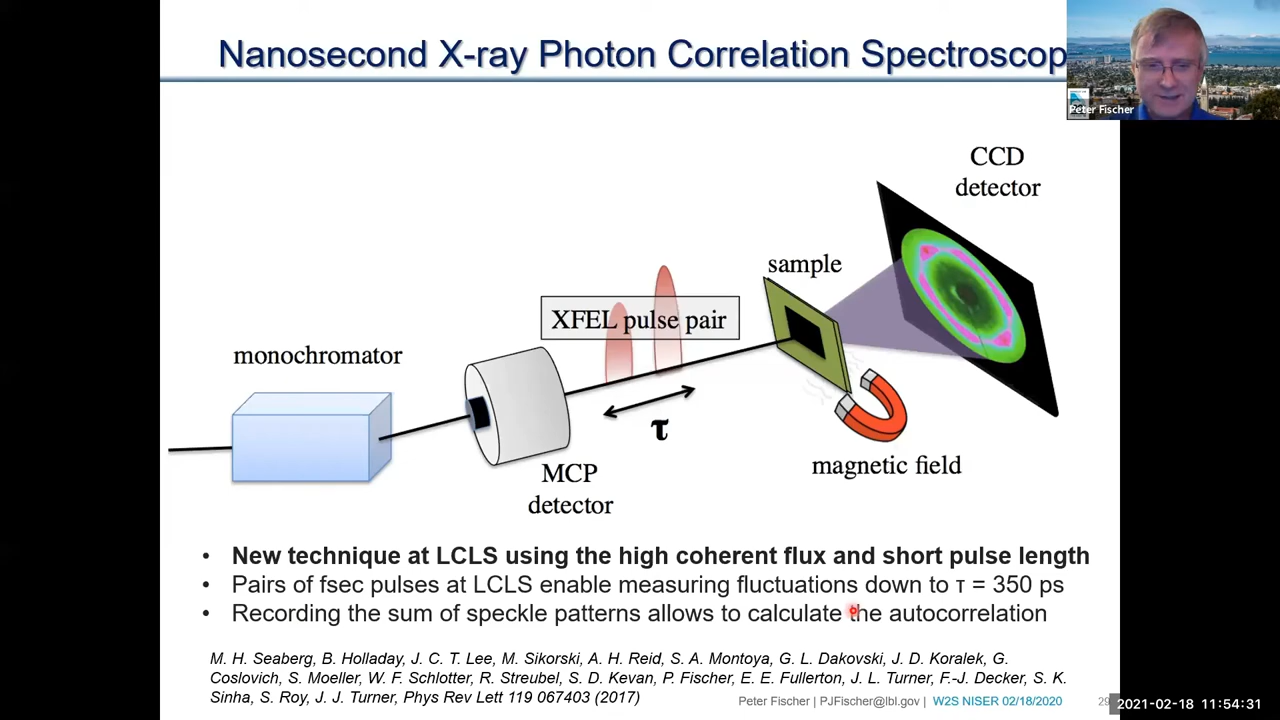 Nanosecond X-ray Photon Correlation Spectroscop
Peter Fischer
CCD
detector
sample
XFEL pulse pair
monochromator
τ
MCP
detector
magnetic field
• New technique at LCLS using the high coherent flux and short pulse length
• Pairs of fsec pulses at LCLS enable measuring fluctuations down to τ = 350 ps
• Recording the sum of speckle patterns allows to calculate the autocorrelation
M. H. Seaberg, B. Holladay, J. C. T. Lee, M. Sikorski, A. H. Reid, S. A. Montoya, G. L. Dakovski, J. D. Koralek, G.
Coslovich, S. Moeller, W. F. Schlotter, R. Streubel, S. D. Kevan, P. Fischer, E. E. Fullerton, J. L. Turner, F.-J. Decker, S. K.
Sinha, S. Roy, J. J. Turner, Phys Rev Lett 119 067403 (2017)
Peter Fischer | PJFischer@lbl.gov | W2S NISER 02/18/2020
2021-02-18 11:54:31